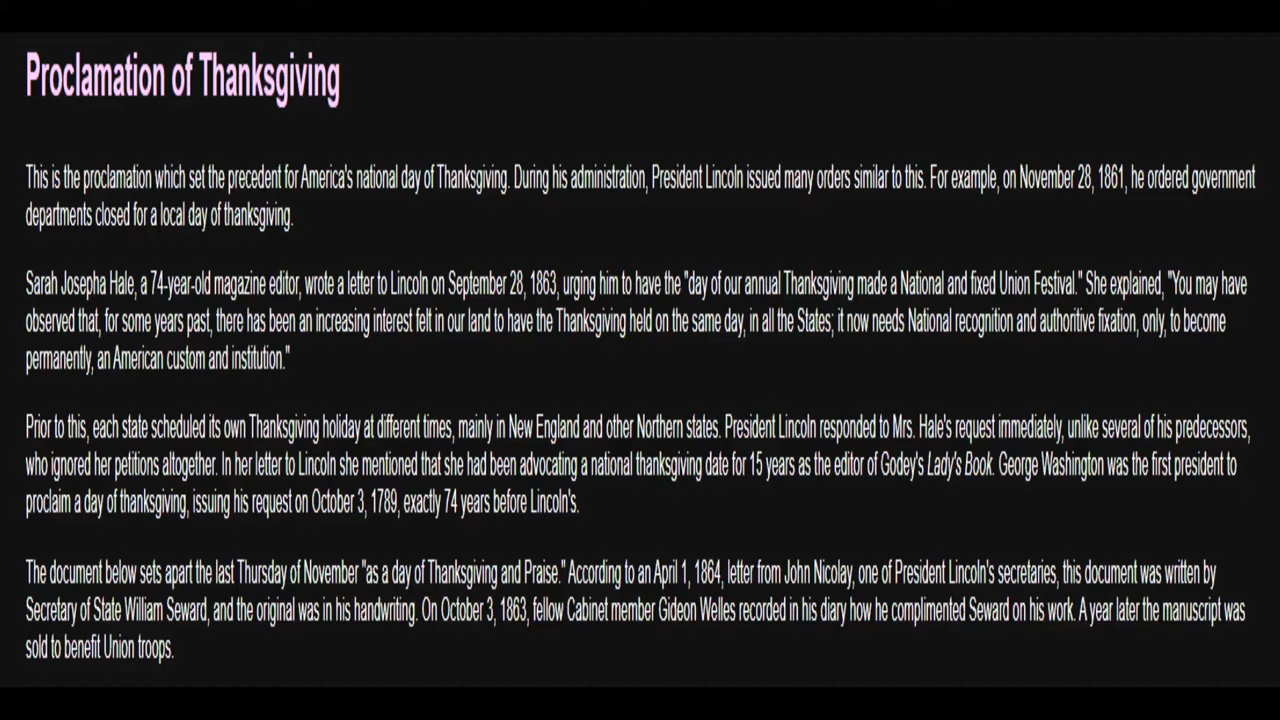 Proclamation of Thanksgiving
This is the proclamation which set the precedent for America's national day of Thanksgiving. During his administration, President Lincoln issued many orders similar to this. For example, on November 28, 1861, he ordered government
departments closed for a local day of thanksgiving.
Sarah Josepha Hale, a 74-year-old magazine editor, wrote a letter to Lincoln on September 28, 1863, urging him to have the "day of our annual Thanksgiving made a National and fixed Union Festival." She explained, "You may have
observed that, for some years past, there has been an increasing interest felt in our land to have the Thanksgiving held on the same day, in all the States; it now needs National recognition and authoritive fixation, only, to become
permanently, an American custom and institution."
Prior to this, each state scheduled its own Thanksgiving holiday at different times, mainly in New England and other Northern states. President Lincoln responded to Mrs. Hale's request immediately, unlike several of his predecessors,
who ignored her petitions altogether. In her letter to Lincoln she mentioned that she had been advocating a national thanksgiving date for 15 years as the editor of Godey's Lady's Book. George Washington was the first president to
proclaim a day of thanksgiving, issuing his request on October 3, 1789, exactly 74 years before Lincoln's.
The document below sets apart the last Thursday of November "as a day of Thanksgiving and Praise." According to an April 1, 1864, letter from John Nicolay, one of President Lincoln's secretaries, this document was written by
Secretary of State William Seward, and the original was in his handwriting. On October 3, 1863, fellow Cabinet member Gideon Welles recorded in his diary how he complimented Seward on his work. A year later the manuscript was
sold to benefit Union troops.